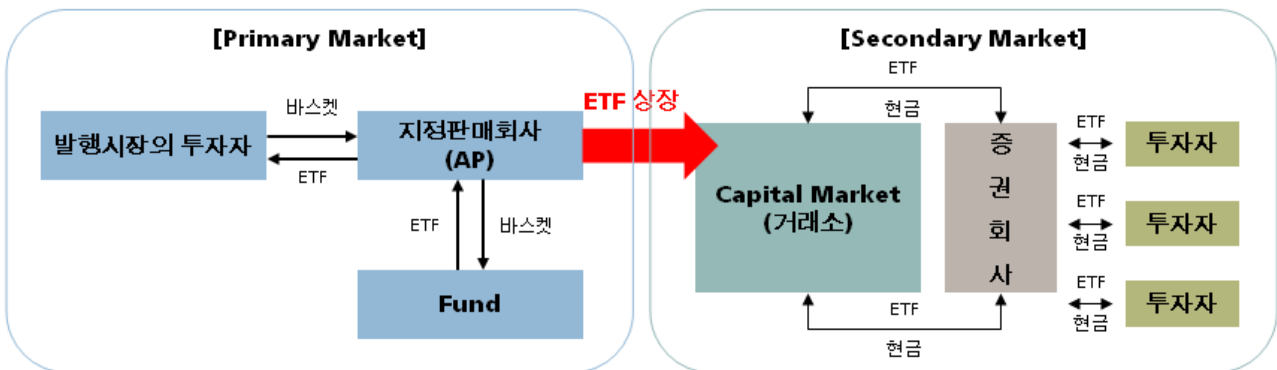 [Primary Market]
발행시장의 투자자
바스켓
ETF
지정판매회사
(AP)
ETF
바스켓
Fund
ETF 상장
[Secondary Market]
ETF
현금
Capital Market
(거래소)
증
권
회
사
ETF
현금
ETF
현금
투자자
ETF
현금
투자자
ETF
현금
투자자